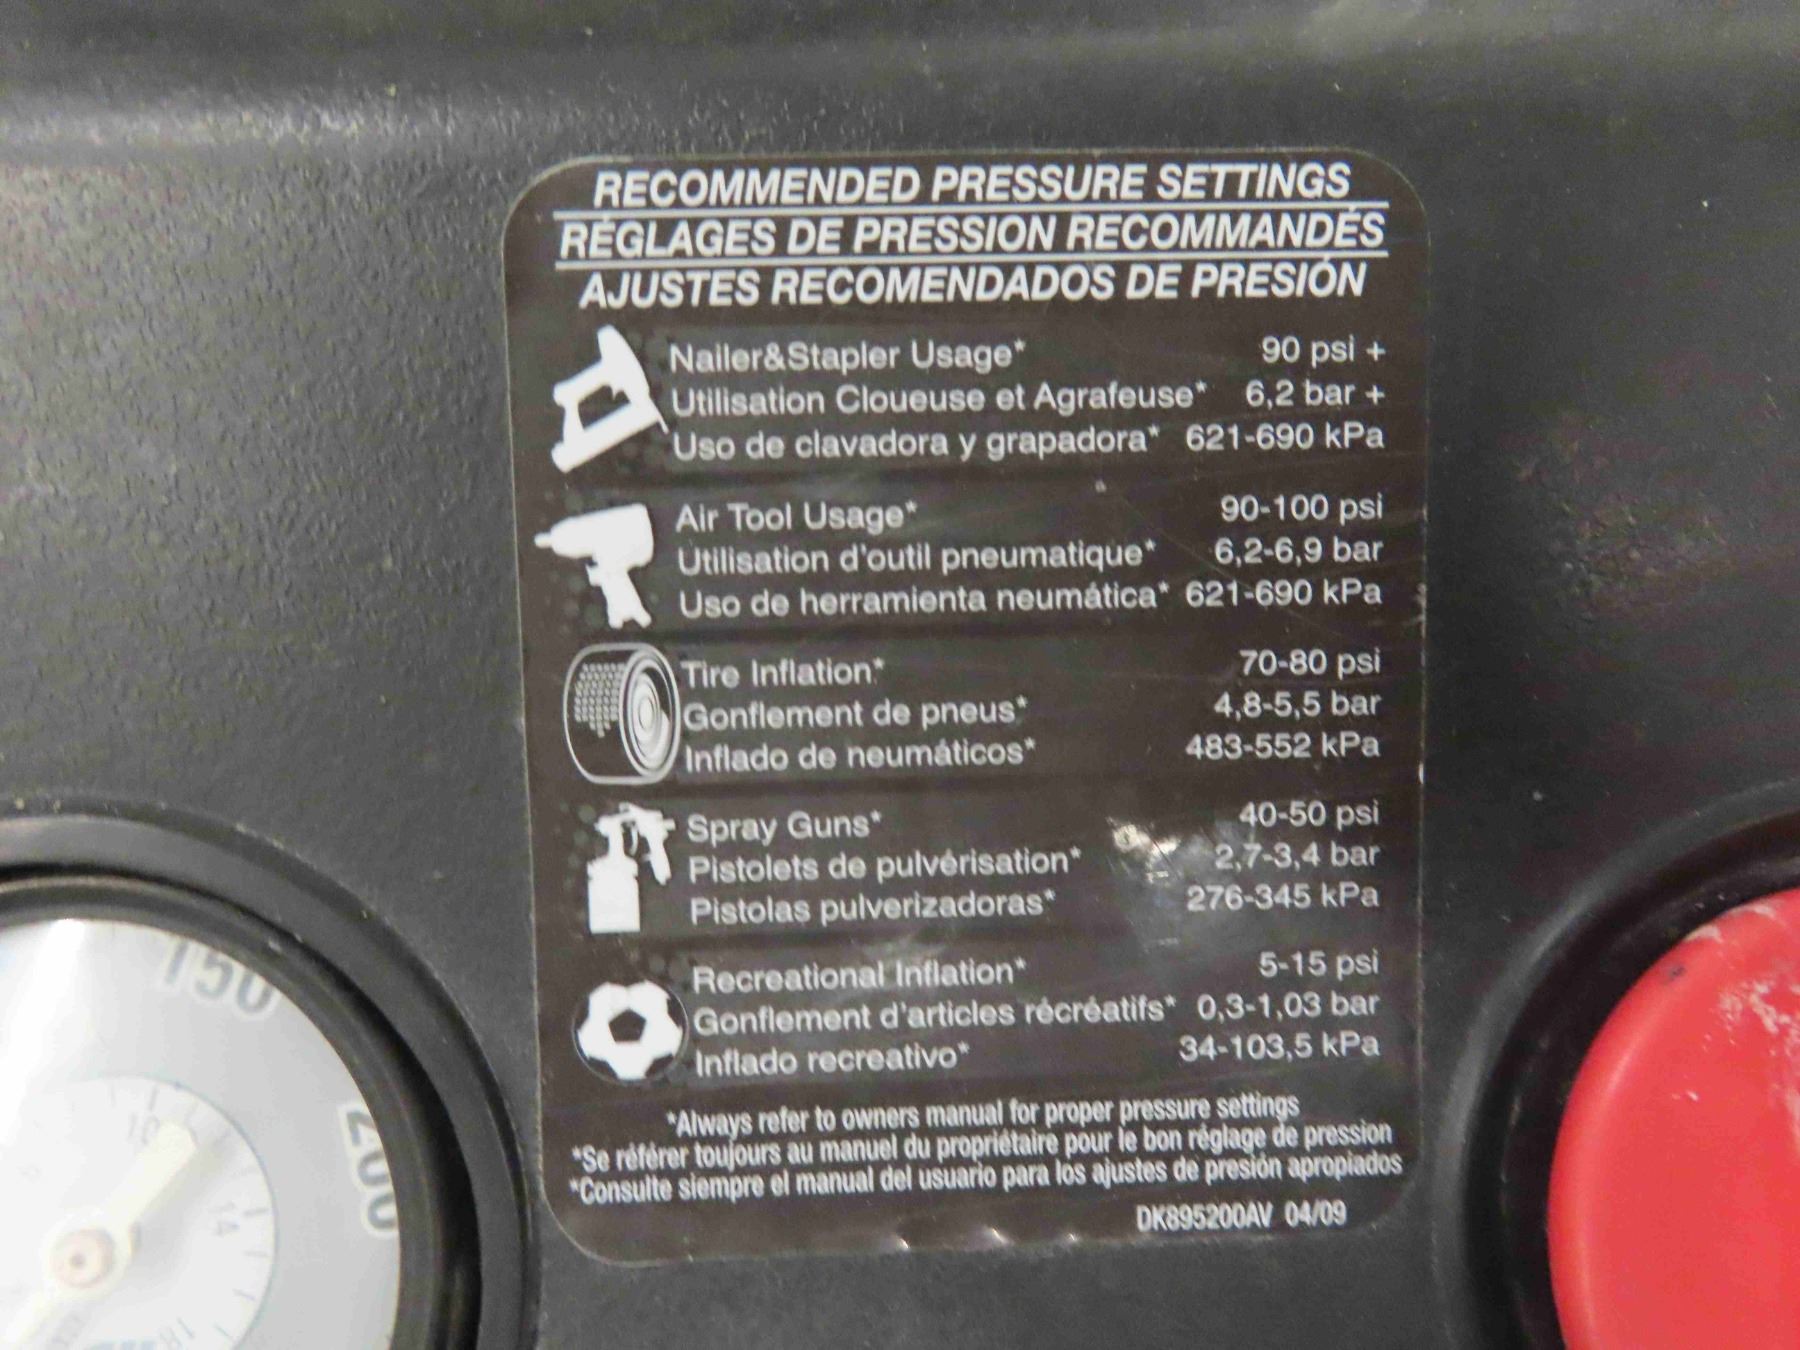 RECOMMENDED PRESSURE SETTINGS
RÉGLAGES DE PRESSION RECOMMANDÉS
AJUSTES RECOMENDADOS DE PRESIÓN
Nailer&Stapler Usage* 90 psi +
Utilisation Cloueuse et Agrafeuse* 6,2 bar +
Uso de clavadora y grapadora* 621-690 kPa
Air Tool Usage* 90-100 psi
Utilisation d'outil pneumatique* 6,2-6,9 bar
Uso de herramienta neumática* 621-690 kPa
Tire Inflation* 70-80 psi
Gonflement de pneus* 4,8-5,5 bar
Inflado de neumáticos* 483-552 kPa
Spray Guns* 40-50 psi
Pistolets de pulvérisation* 2,7-3,4 bar
Pistolas pulverizadoras* 276-345 kPa
Recreational Inflation* 5-15 psi
Gonflement d'articles récréatifs* 0,3-1,03 bar
Inflado recreativo* 34-103,5 kPa
*Always refer to owners manual for proper pressure settings
*Se référer toujours au manuel du propriétaire pour le bon réglage de pression
*Consulte siempre el manual del usuario para los ajustes de presión apropiados
DK895200AV 04/09
150
200
10
14
18